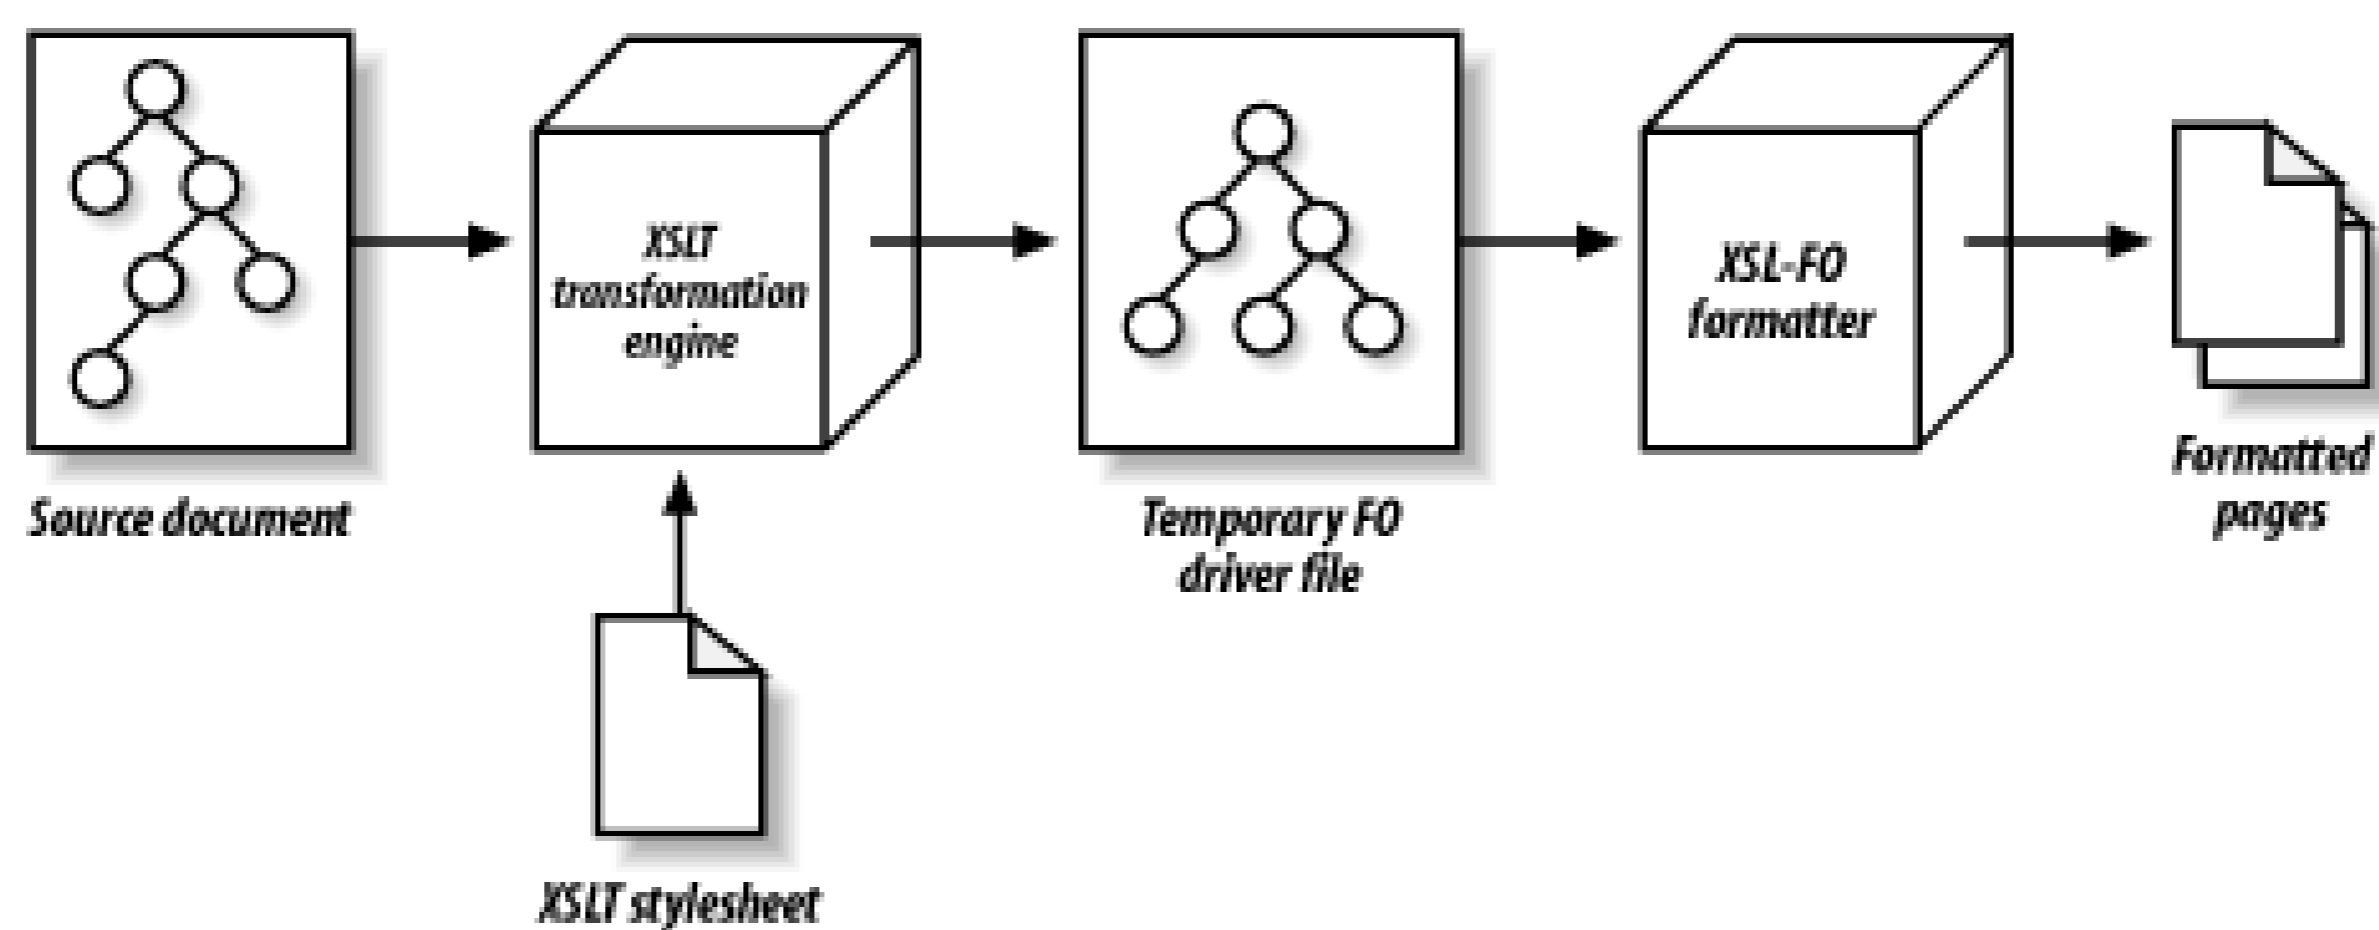 XSLT
transformation
engine
XSL-FO
formatter
Source document
Temporary FO
driver file
Formatted
pages
XSLT stylesheet